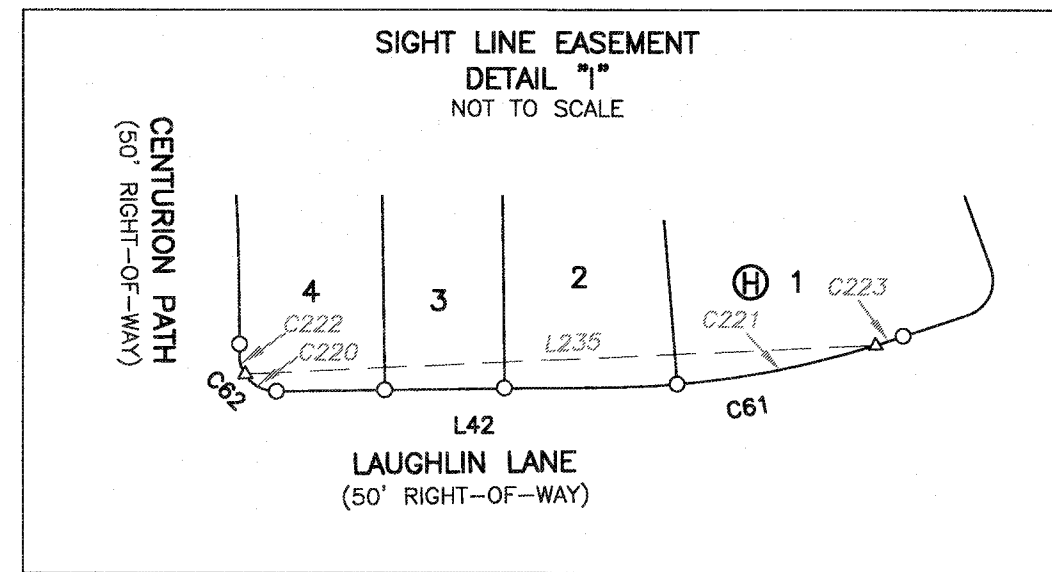 SIGHT LINE EASEMENT
DETAIL "I"
NOT TO SCALE
CENTURION PATH
(50' RIGHT-OF-WAY)
4
3
2
H 1
C223
C222
C220
L235
C221
C62
C61
L42
LAUGHLIN LANE
(50' RIGHT-OF-WAY)